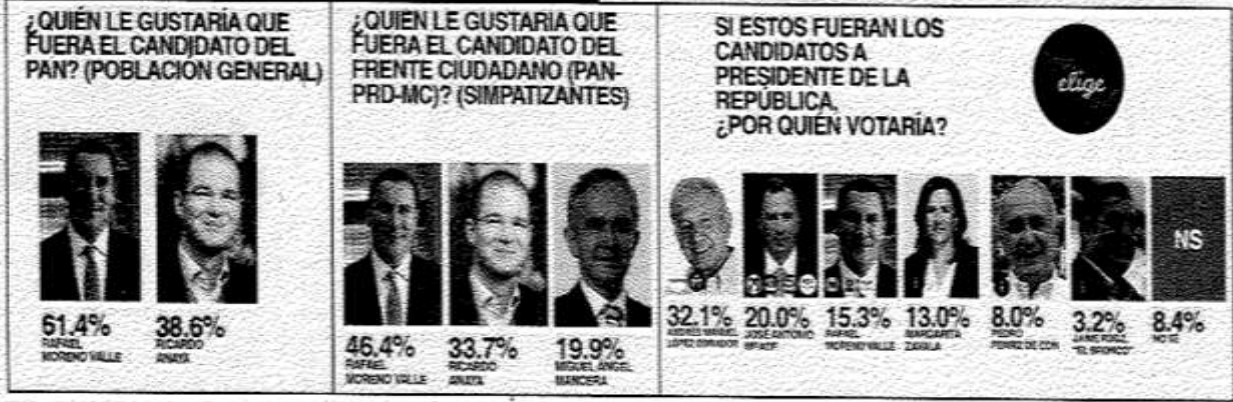 ¿QUIÉN LE GUSTARÍA QUE
FUERA EL CANDIDATO DEL
PAN? (POBLACION GENERAL)
61.4%
RAFAEL
MORENO VALLE
38.6%
RICARDO
ANAYA
¿QUIEN LE GUSTARIA QUE
FUERA EL CANDIDATO DEL
FRENTE CIUDADANO (PAN-
PRD-MC)? (SIMPATIZANTES)
46.4%
RAFAEL
MORENO VALLE
33.7%
RICARDO
ANAYA
19.9%
MIGUEL ÁNGEL
MANCERA
SI ESTOS FUERAN LOS
CANDIDATOS A
PRESIDENTE DE LA
REPÚBLICA,
¿POR QUIÉN VOTARÍA?
elige
32.1%
ANDRES MANUEL
LÓPEZ OBRADOR
20.0%
JOSÉ ANTONIO
MEADE
15.3%
RAFAEL
MORENO VALLE
13.0%
MARGARITA
ZAVALA
8.0%
PEDRO
FERRIZ DE CON
3.2%
"EL BRONCO"
NS
8.4%
NO SÉ